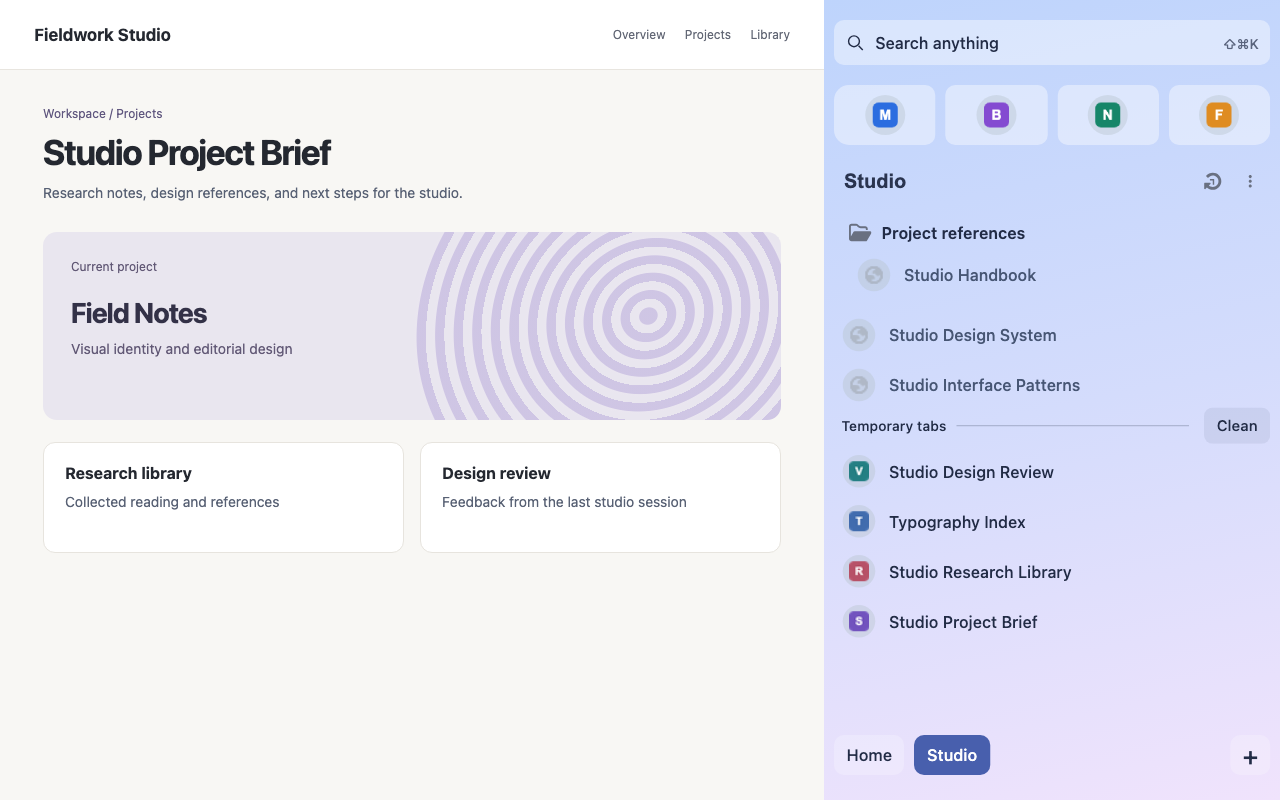 Fieldwork Studio
Overview
Projects
Library
Workspace / Projects
Studio Project Brief
Research notes, design references, and next steps for the studio.
Current project
Field Notes
Visual identity and editorial design
Research library
Collected reading and references
Design review
Feedback from the last studio session
Search anything
⇧⌘K
M
B
N
F
Studio
Project references
Studio Handbook
Studio Design System
Studio Interface Patterns
Temporary tabs
Clean
V
Studio Design Review
T
Typography Index
R
Studio Research Library
S
Studio Project Brief
Home
Studio
+